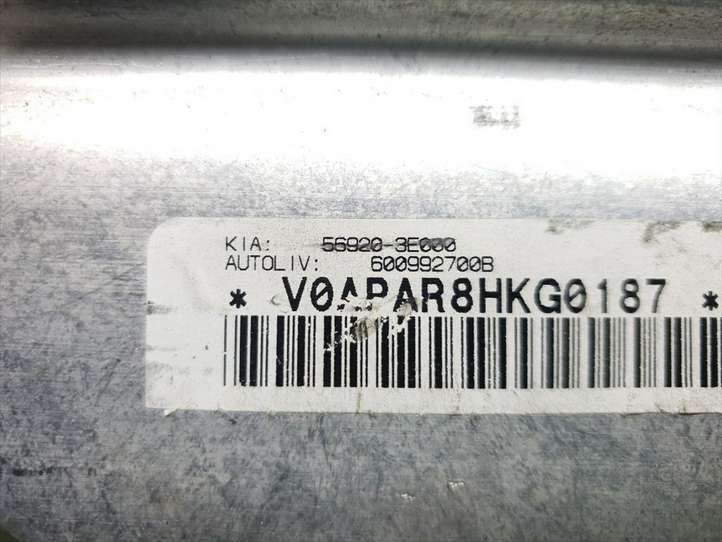 KIA: 56920-3E000
AUTOLIV: 600992700B
* V0APAR8HKG0187 *